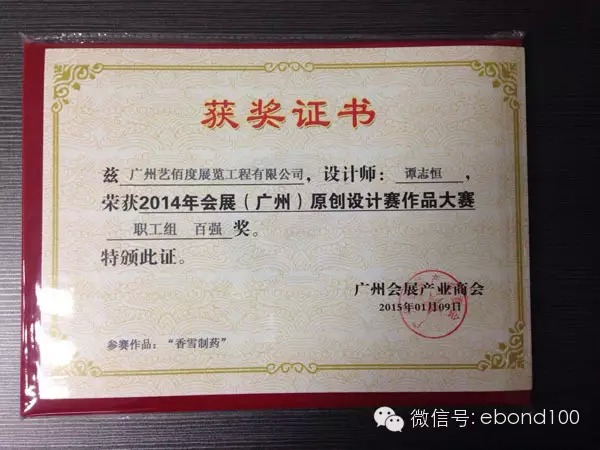 获奖证书
兹 广州艺佰度展览工程有限公司，设计师：谭志恒，
荣获2014年会展（广州）原创设计赛作品大赛
职工组 百强 奖。
特颁此证。
广州会展产业商会
2015年01月09日
参赛作品：“香雪制药”
微信号: ebond100